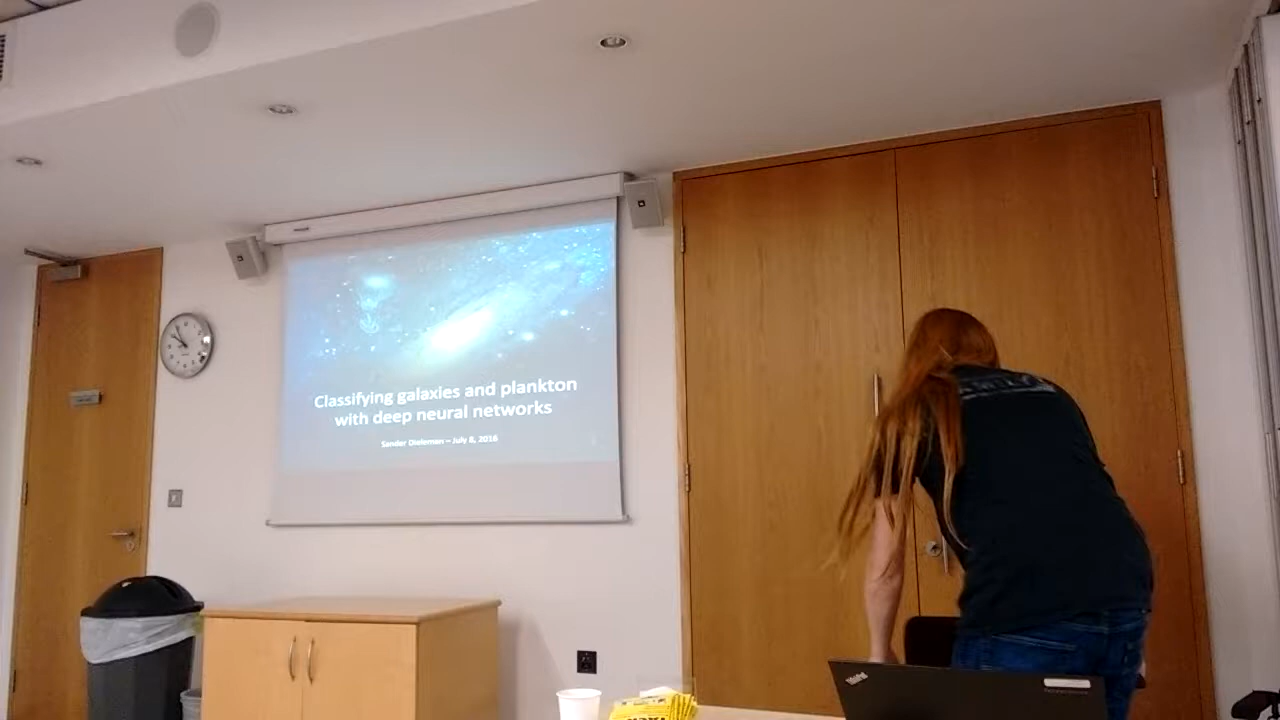 Classifying galaxies and plankton
with deep neural networks
Sander Dieleman – July 8, 2016
ThinkPad